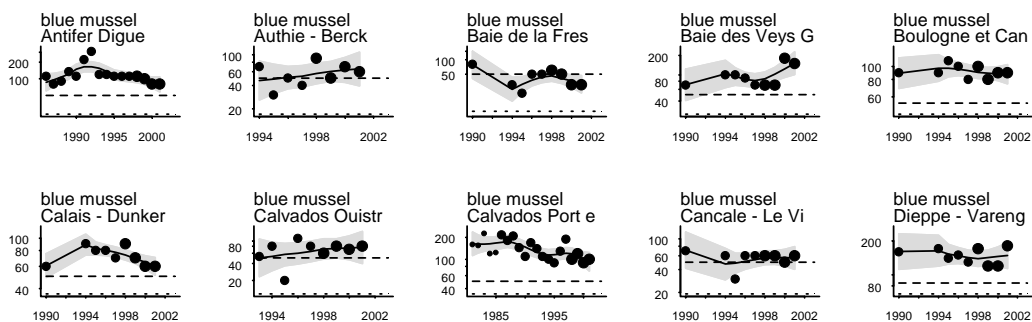 blue mussel
Antifer Digue
200
100
1990 1995 2000
blue mussel
Authie - Berck
100
60
40
20
1994 1998 2002
blue mussel
Baie de la Fres
100
50
1990 1994 1998 2002
blue mussel
Baie des Veys G
200
80
40
1990 1994 1998 2002
blue mussel
Boulogne et Can
100
80
60
1990 1994 1998 2002
blue mussel
Calais - Dunker
100
80
60
40
1990 1994 1998 2002
blue mussel
Calvados Ouistr
80
40
20
1994 1998 2002
blue mussel
Calvados Port e
200
100
60
40
1985 1995
blue mussel
Cancale - Le Vi
100
60
40
20
1990 1994 1998 2002
blue mussel
Dieppe - Vareng
200
80
1990 1994 1998 2002